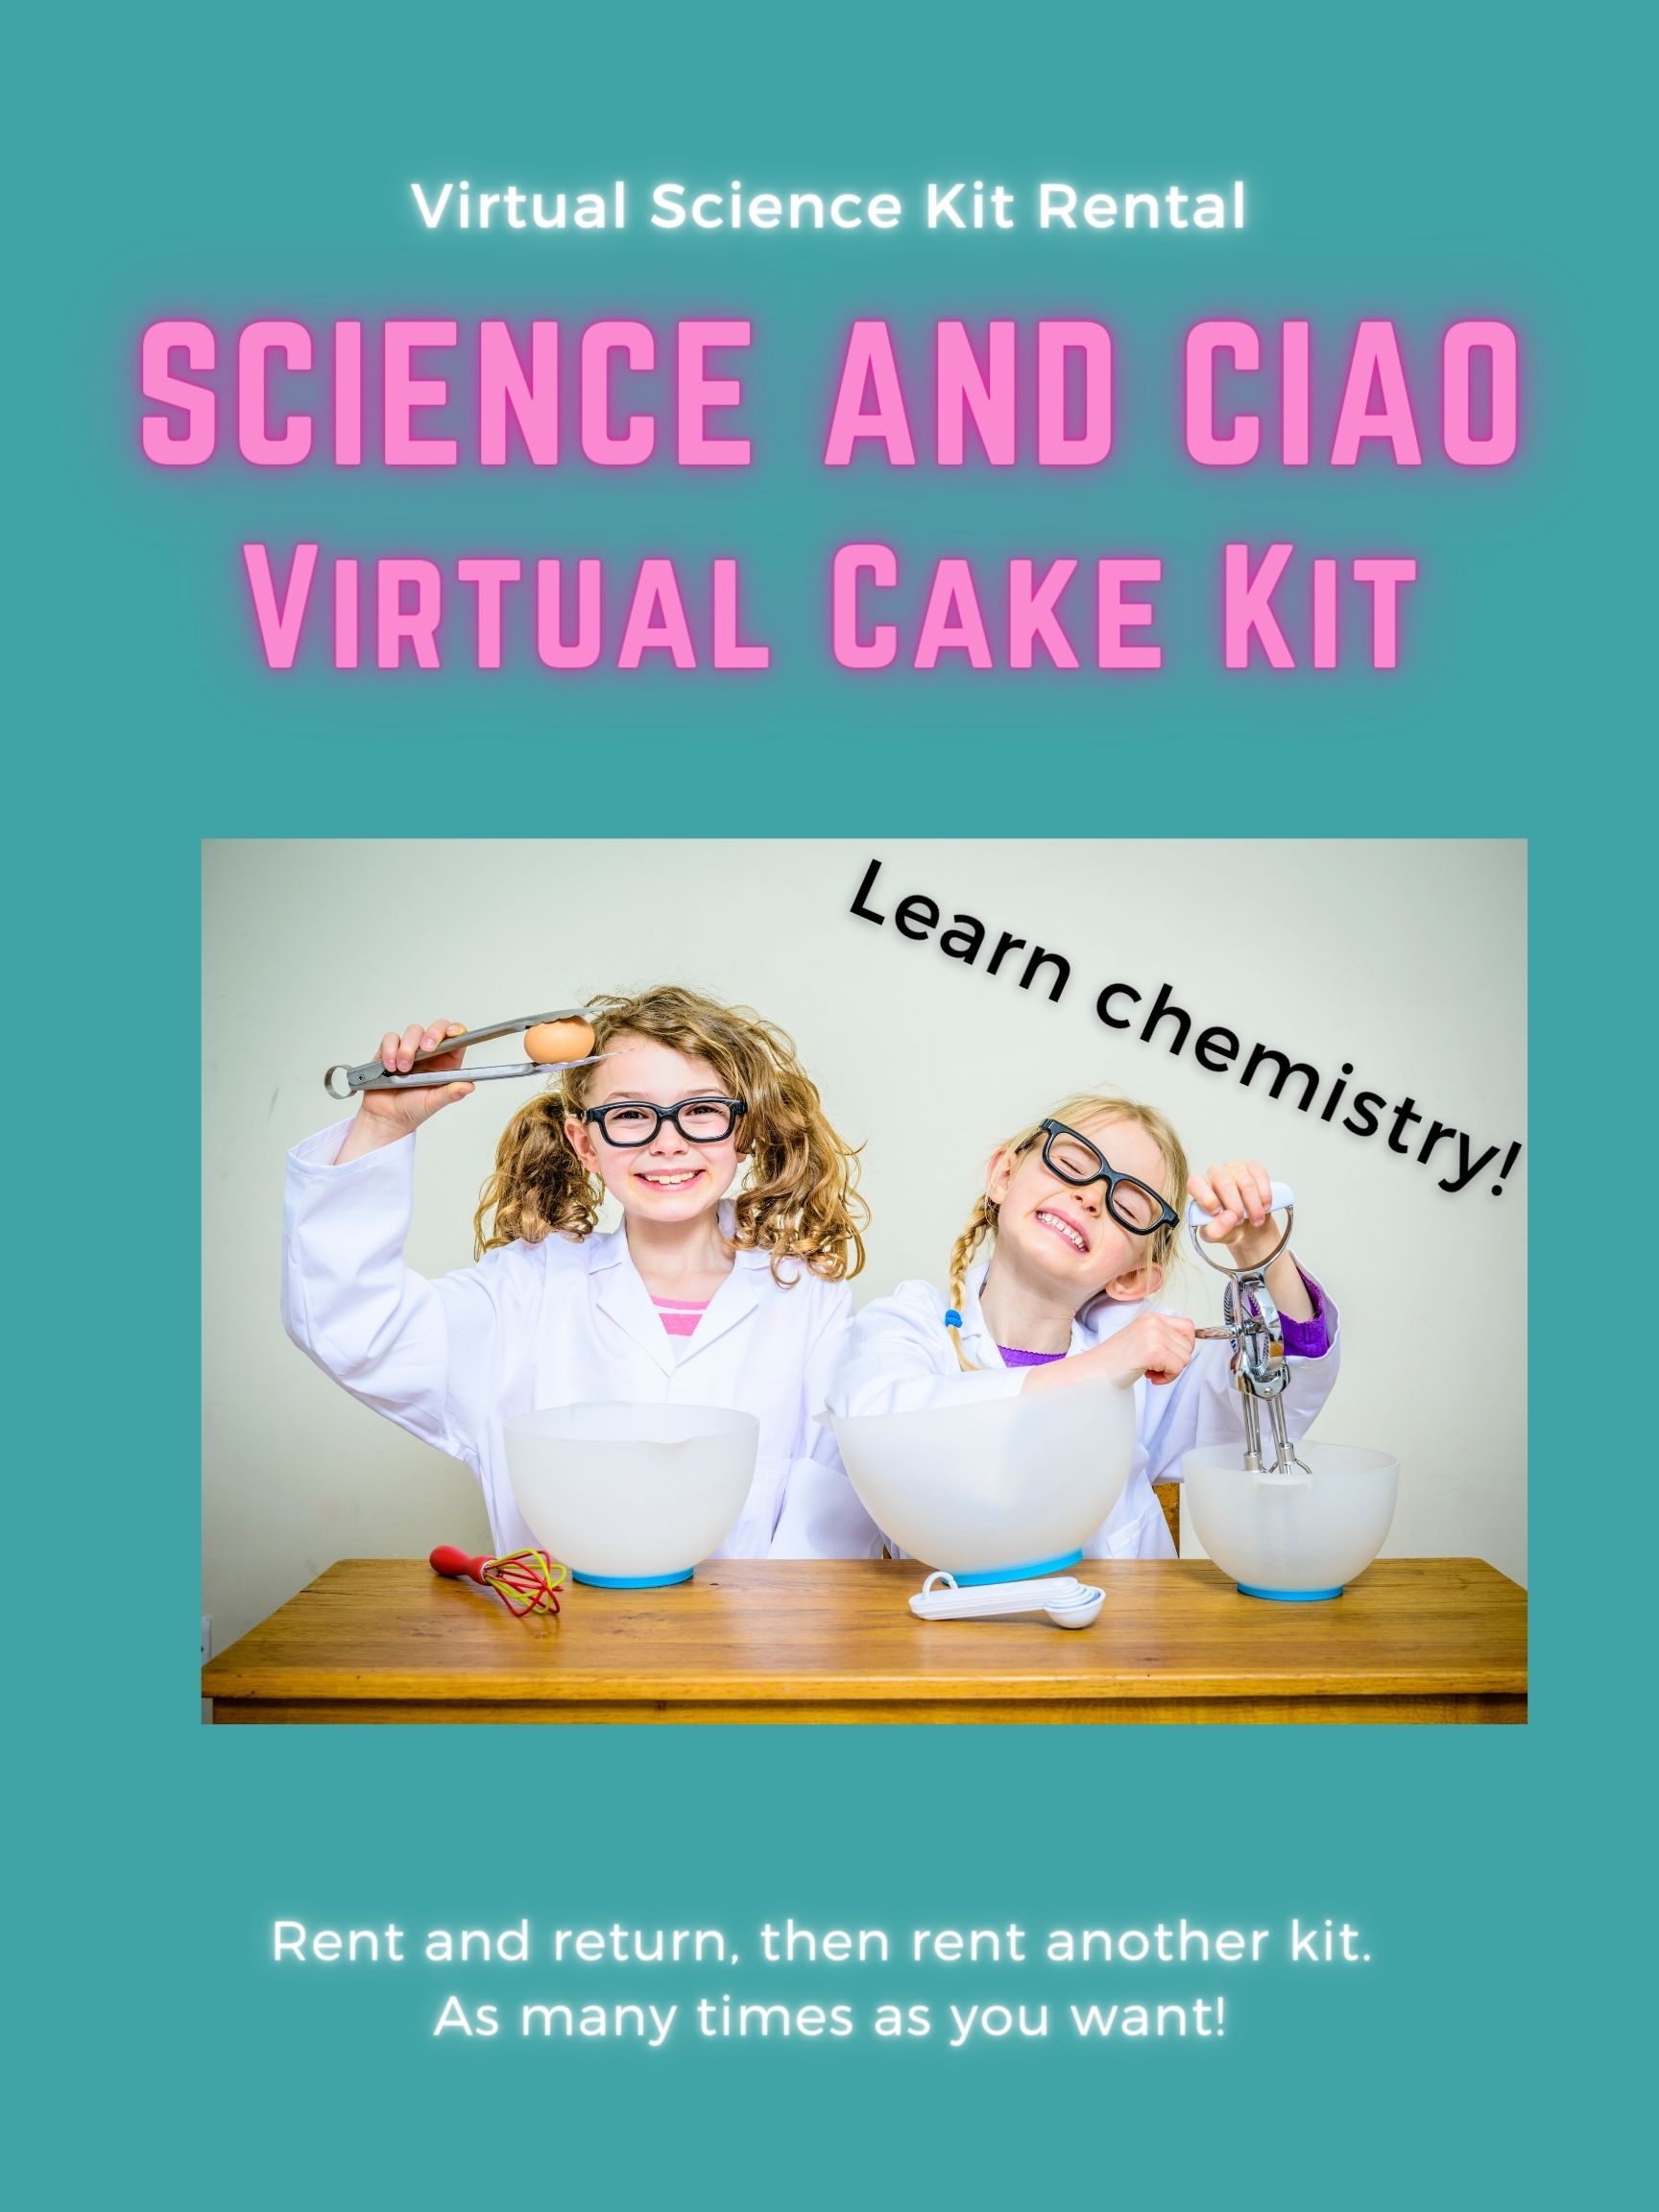 Virtual Science Kit Rental
SCIENCE AND CIAO
VIRTUAL CAKE KIT
Learn chemistry!
Rent and return, then rent another kit.
As many times as you want!